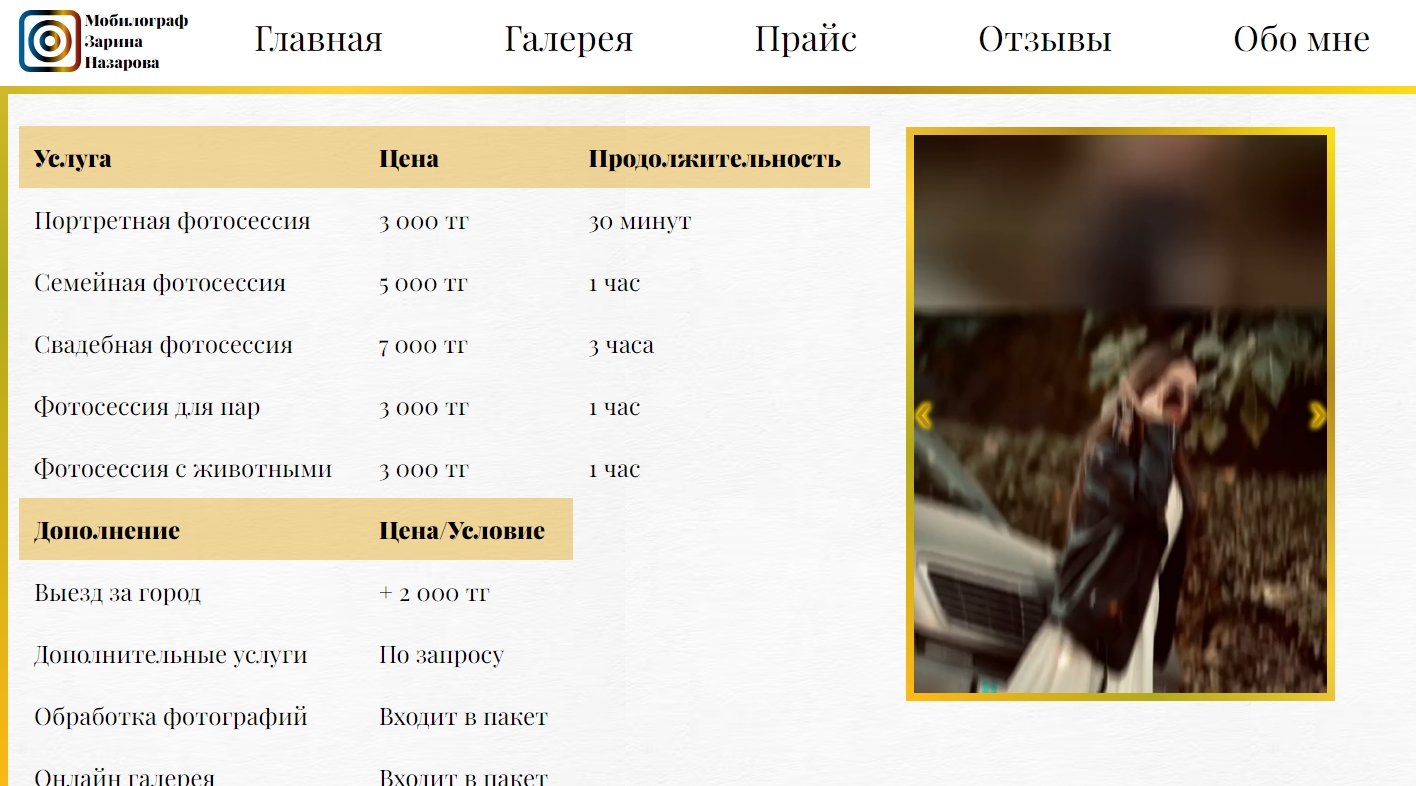 Мобилограф
Зарина
Назарова
Главная Галерея Прайс Отзывы Обо мне
Услуга Цена Продолжительность
Портретная фотосессия 3 000 тг 30 минут
Семейная фотосессия 5 000 тг 1 час
Свадебная фотосессия 7 000 тг 3 часа
Фотосессия для пар 3 000 тг 1 час
Фотосессия с животными 3 000 тг 1 час
Дополнение Цена/Условие
Выезд за город + 2 000 тг
Дополнительные услуги По запросу
Обработка фотографий Входит в пакет
Онлайн галерея Входит в пакет